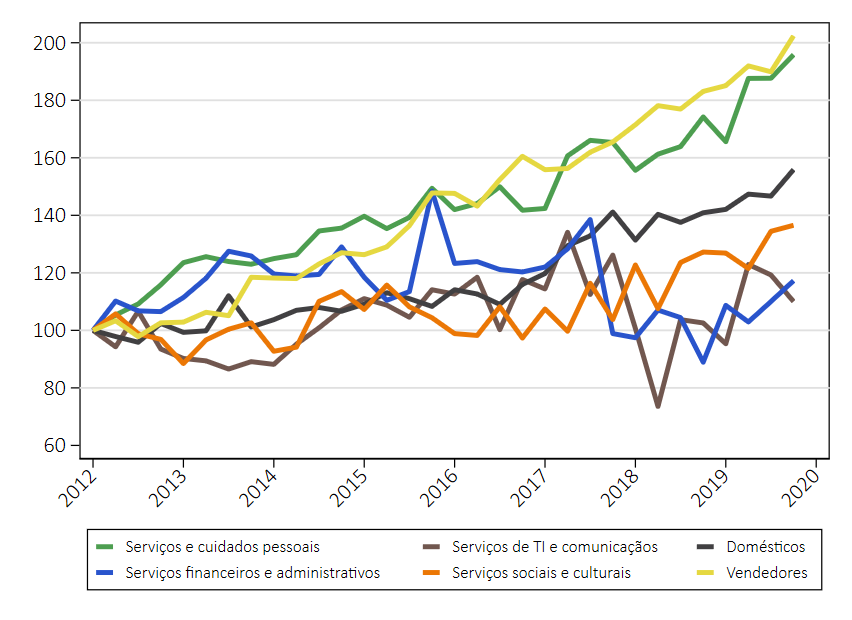 200
180
160
140
120
100
80
60
2012 2013 2014 2015 2016 2017 2018 2019 2020
Serviços e cuidados pessoais Serviços de TI e comunicaçãos Domésticos
Serviços financeiros e administrativos Serviços sociais e culturais Vendedores